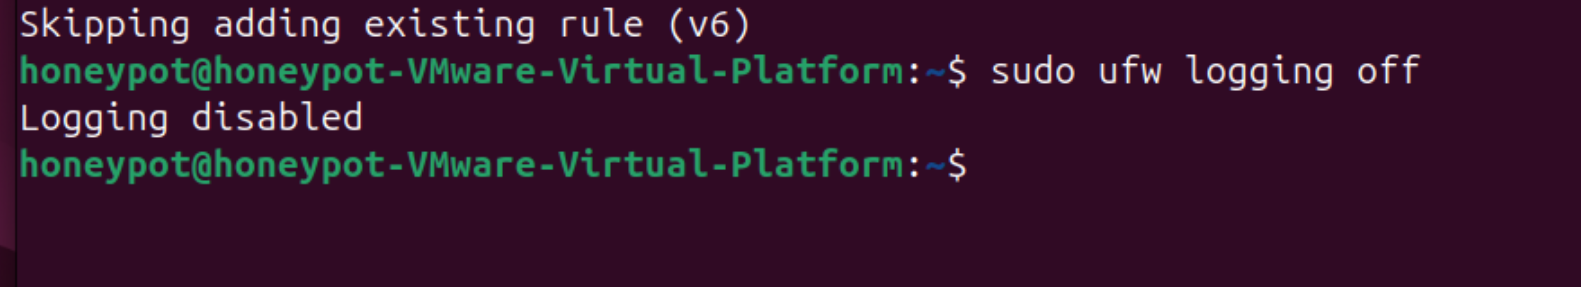 Skipping adding existing rule (v6)
honeypot@honeypot-VMware-Virtual-Platform:~$ sudo ufw logging off
Logging disabled
honeypot@honeypot-VMware-Virtual-Platform:~$